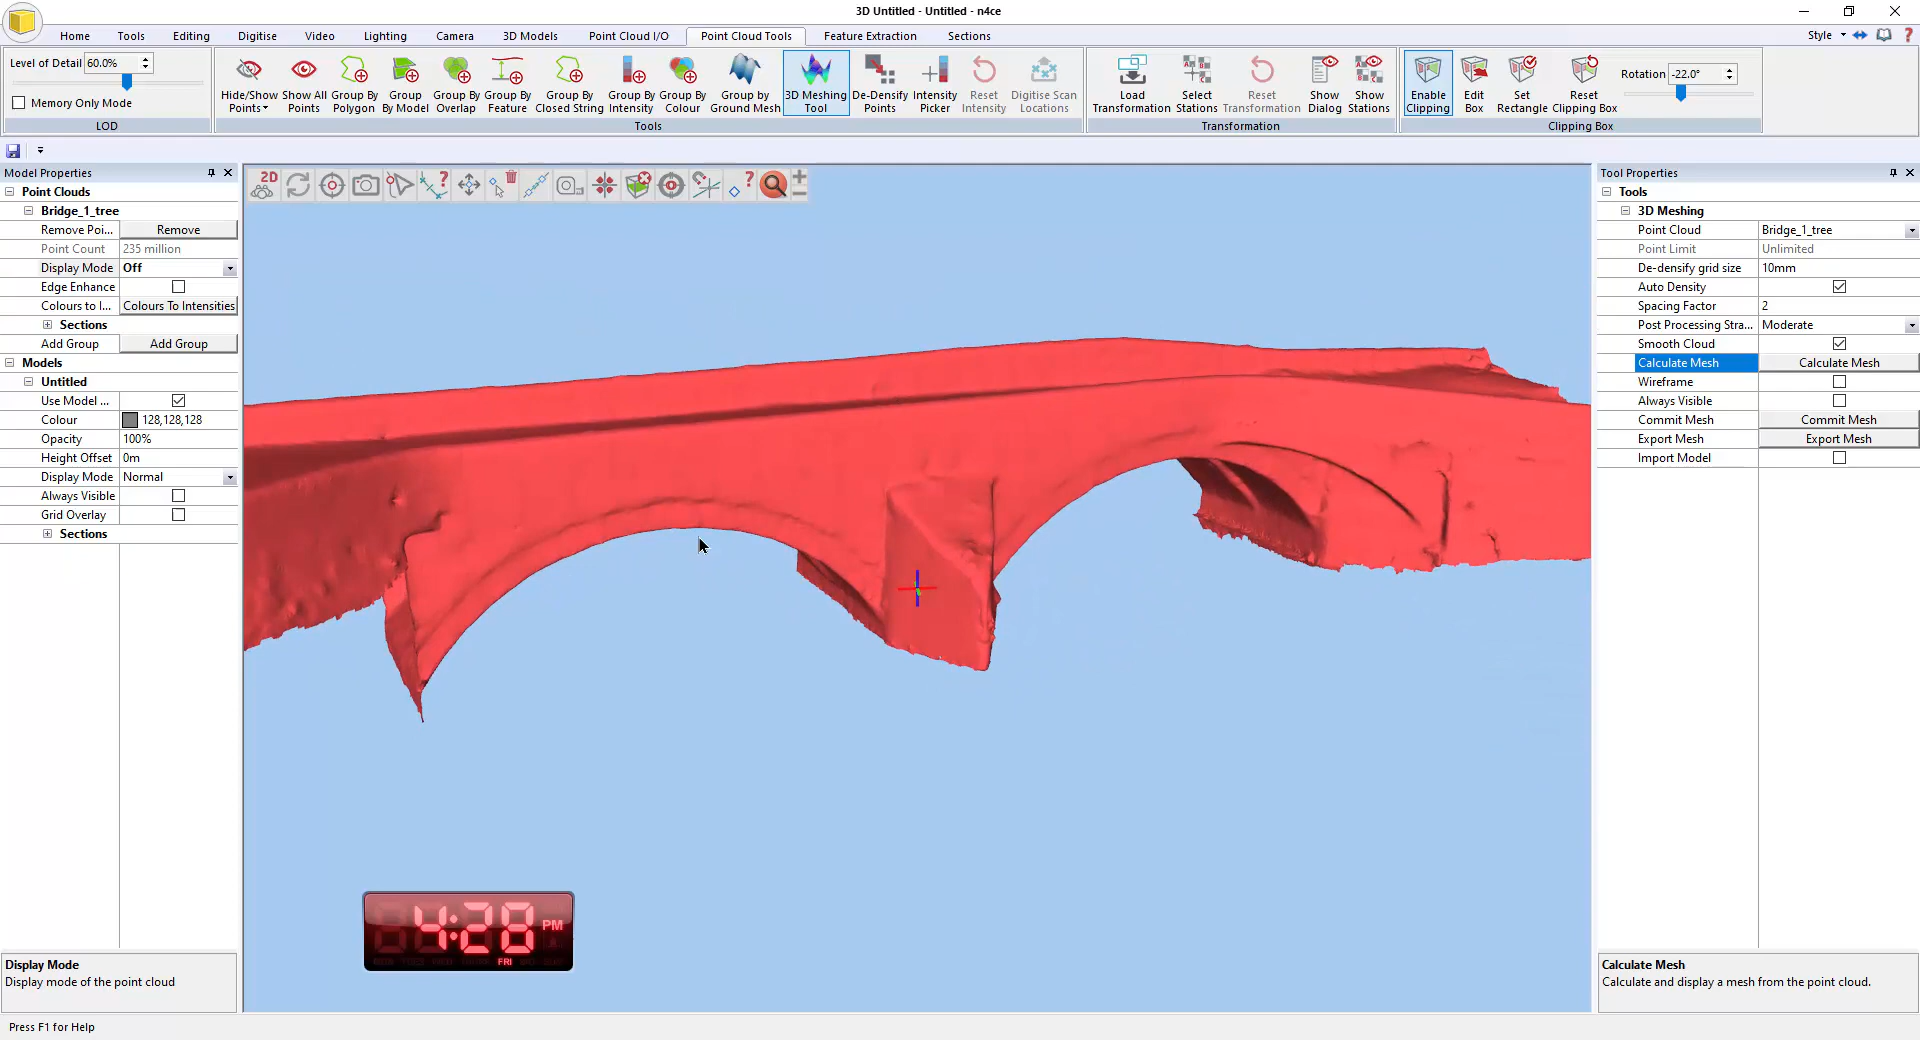 3D Untitled - Untitled - n4ce
Home Tools Editing Digitise Video Lighting Camera 3D Models Point Cloud I/O Point Cloud Tools Feature Extraction Sections Style
Level of Detail 60.0%
Memory Only Mode
LOD
Hide/Show Points
Show All Points
Group By Polygon
Group By Model
Group By Overlap
Group By Feature
Group By Closed String
Group By Intensity
Group By Colour
Group by Ground Mesh
3D Meshing Tool
De-Densify Points
Intensity Picker
Reset Intensity
Digitise Scan Locations
Tools
Load Transformation
Select Stations
Reset Transformation
Show Dialog
Show Stations
Transformation
Enable Clipping
Edit Box
Set Rectangle
Reset Clipping Box
Rotation -22.0°
Clipping Box
Model Properties
Point Clouds
Bridge_1_tree
Remove Poi... Remove
Point Count 235 million
Display Mode Off
Edge Enhance
Colours to I... Colours To Intensities
Sections
Add Group Add Group
Models
Untitled
Use Model ...
Colour 128,128,128
Opacity 100%
Height Offset 0m
Display Mode Normal
Always Visible
Grid Overlay
Sections
Display Mode
Display mode of the point cloud
2D
4:28 PM
FRI
Tool Properties
Tools
3D Meshing
Point Cloud Bridge_1_tree
Point Limit Unlimited
De-densify grid size 10mm
Auto Density
Spacing Factor 2
Post Processing Stra... Moderate
Smooth Cloud
Calculate Mesh Calculate Mesh
Wireframe
Always Visible
Commit Mesh Commit Mesh
Export Mesh Export Mesh
Import Model
Calculate Mesh
Calculate and display a mesh from the point cloud.
Press F1 for Help